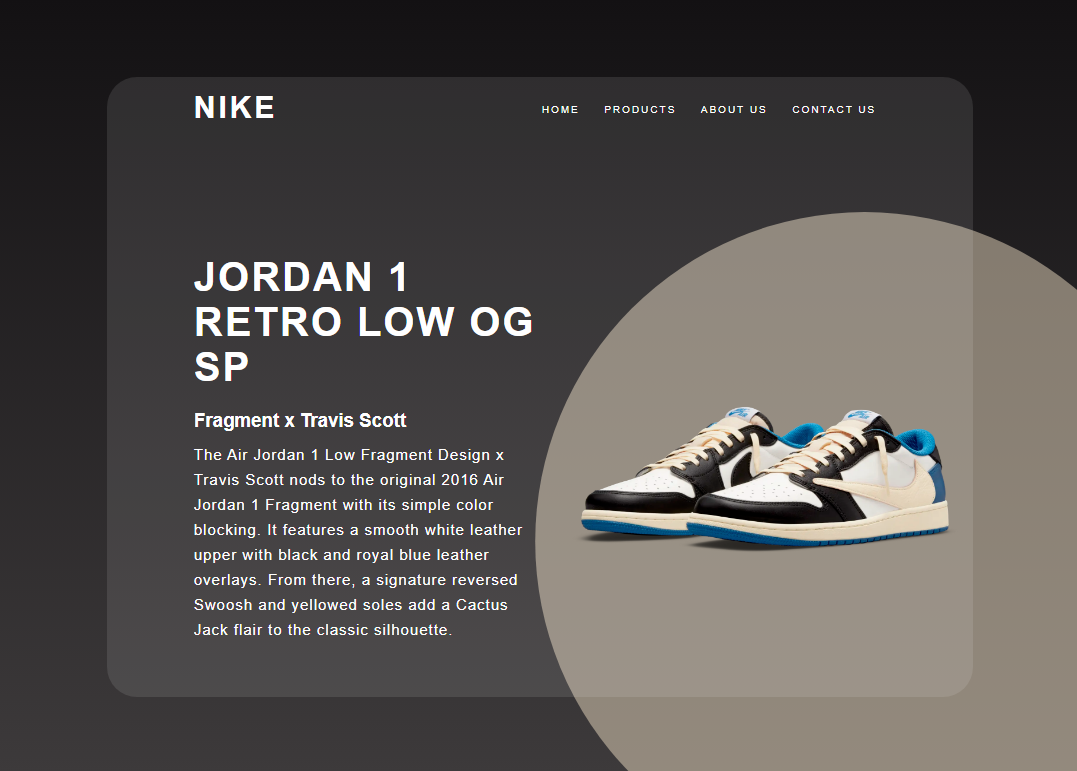 NIKE
HOME PRODUCTS ABOUT US CONTACT US
JORDAN 1
RETRO LOW OG
SP
Fragment x Travis Scott
The Air Jordan 1 Low Fragment Design x
Travis Scott nods to the original 2016 Air
Jordan 1 Fragment with its simple color
blocking. It features a smooth white leather
upper with black and royal blue leather
overlays. From there, a signature reversed
Swoosh and yellowed soles add a Cactus
Jack flair to the classic silhouette.